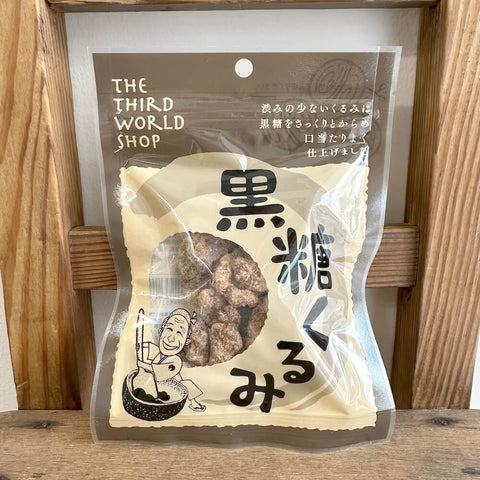 THE
THIRD
WORLD
SHOP
渋みの少ないくるみに
黒糖をさっくりとからめ
口当たりよく
仕上げました
黒糖くるみ